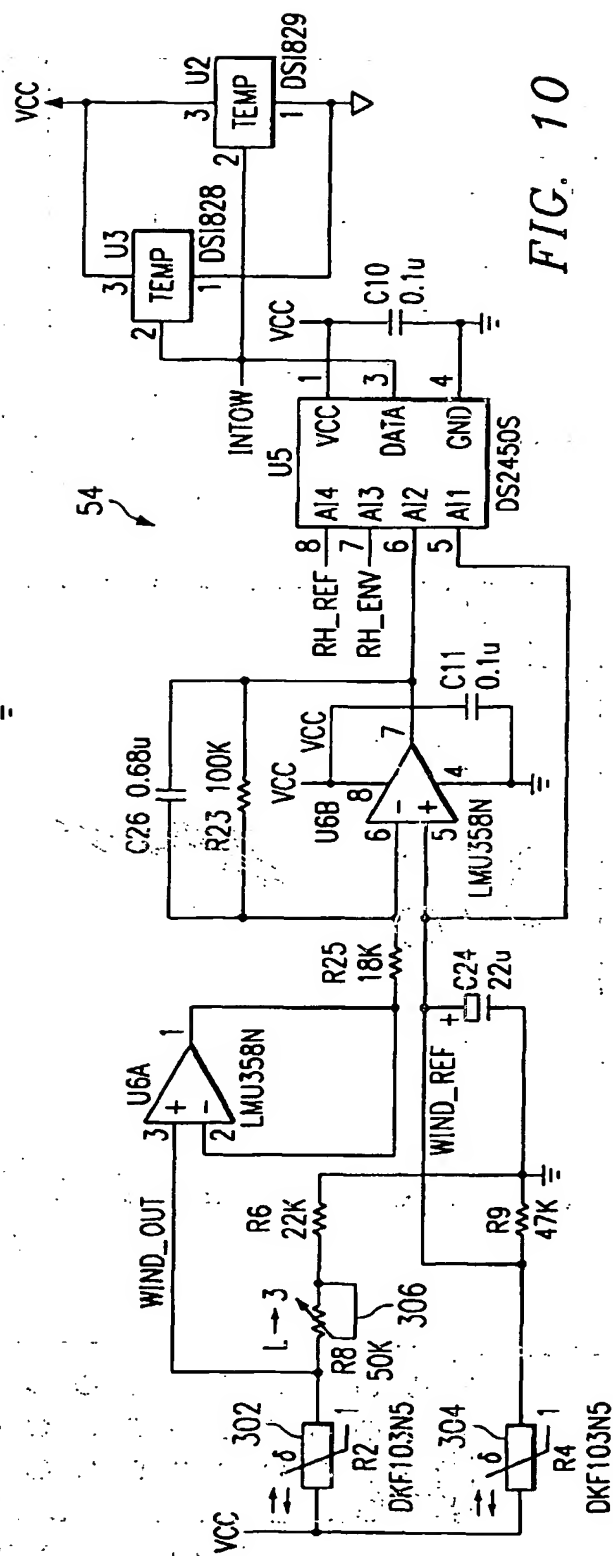 VCC
302
δ
R2
DKF103N5
1
304
δ
R4
DKF103N5
1
WIND_OUT
1 → 3
R8
50K
306
R6
22K
R9
47K
WIND_REF
+
C24
22u
3
+
-
2
U6A
1
LMU358N
R25
18K
C26 0.68u
R23 100K
VCC
VCC
8
U6B
6
-
+
5
7
4
LMU358N
C11
0.1u
54
RH_REF
RH_ENV
8
7
6
5
AI4
AI3
AI2
AI1
U5
VCC
DATA
GND
DS2450S
1
3
4
INTOW
VCC
C10
0.1u
U3
3
TEMP
2
1
DS1828
VCC
U2
3
TEMP
2
1
DS1829
FIG. 10